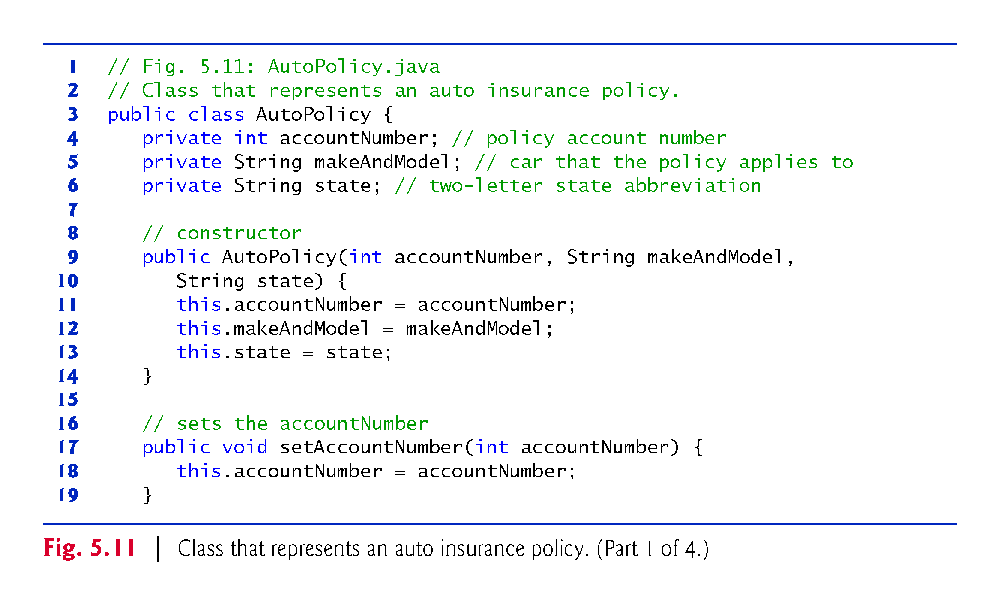 1 // Fig. 5.11: AutoPolicy.java
2 // Class that represents an auto insurance policy.
3 public class AutoPolicy {
4 private int accountNumber; // policy account number
5 private String makeAndModel; // car that the policy applies to
6 private String state; // two-letter state abbreviation
7
8 // constructor
9 public AutoPolicy(int accountNumber, String makeAndModel,
10 String state) {
11 this.accountNumber = accountNumber;
12 this.makeAndModel = makeAndModel;
13 this.state = state;
14 }
15
16 // sets the accountNumber
17 public void setAccountNumber(int accountNumber) {
18 this.accountNumber = accountNumber;
19 }
Fig. 5.11 | Class that represents an auto insurance policy. (Part 1 of 4.)